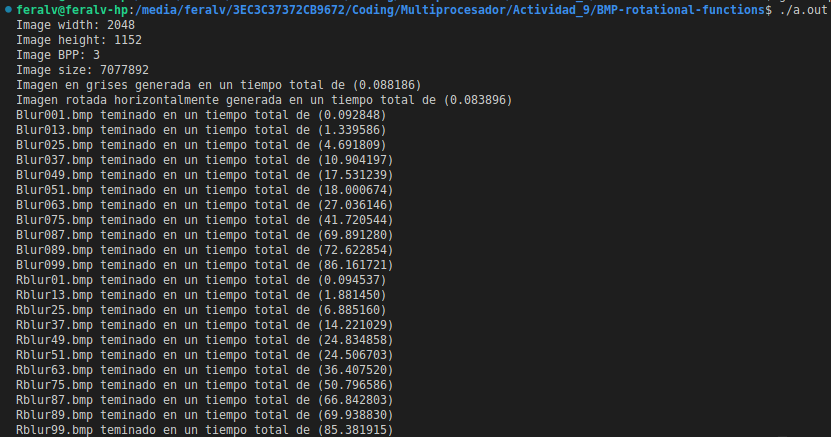 feralv@feralv-hp:/media/feralv/3EC3C37372CB9672/Coding/Multiprocesador/Actividad_9/BMP-rotational-functions$ ./a.out
Image width: 2048
Image height: 1152
Image BPP: 3
Image size: 7077892
Imagen en grises generada en un tiempo total de (0.088186)
Imagen rotada horizontalmente generada en un tiempo total de (0.083896)
Blur001.bmp teminado en un tiempo total de (0.092848)
Blur013.bmp teminado en un tiempo total de (1.339586)
Blur025.bmp teminado en un tiempo total de (4.691809)
Blur037.bmp teminado en un tiempo total de (10.904197)
Blur049.bmp teminado en un tiempo total de (17.531239)
Blur051.bmp teminado en un tiempo total de (18.000674)
Blur063.bmp teminado en un tiempo total de (27.036146)
Blur075.bmp teminado en un tiempo total de (41.720544)
Blur087.bmp teminado en un tiempo total de (69.891280)
Blur089.bmp teminado en un tiempo total de (72.622854)
Blur099.bmp teminado en un tiempo total de (86.161721)
Rblur01.bmp teminado en un tiempo total de (0.094537)
Rblur13.bmp teminado en un tiempo total de (1.881450)
Rblur25.bmp teminado en un tiempo total de (6.885160)
Rblur37.bmp teminado en un tiempo total de (14.221029)
Rblur49.bmp teminado en un tiempo total de (24.834858)
Rblur51.bmp teminado en un tiempo total de (24.506703)
Rblur63.bmp teminado en un tiempo total de (36.407520)
Rblur75.bmp teminado en un tiempo total de (50.796586)
Rblur87.bmp teminado en un tiempo total de (66.842803)
Rblur89.bmp teminado en un tiempo total de (69.938830)
Rblur99.bmp teminado en un tiempo total de (85.381915)